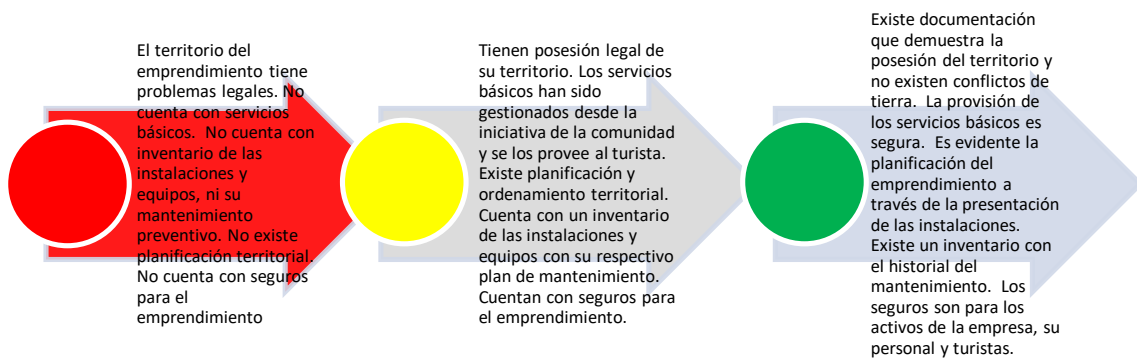 El territorio del
emprendimiento tiene
problemas legales. No
cuenta con servicios
básicos. No cuenta con
inventario de las
instalaciones y
equipos, ni su
mantenimiento
preventivo. No existe
planificación territorial.
No cuenta con seguros
para el
emprendimiento
Tienen posesión legal de
su territorio. Los servicios
básicos han sido
gestionados desde la
iniciativa de la comunidad
y se los provee al turista.
Existe planificación y
ordenamiento territorial.
Cuenta con un inventario
de las instalaciones y
equipos con su respectivo
plan de mantenimiento.
Cuentan con seguros para
el emprendimiento.
Existe documentación
que demuestra la
posesión del territorio y
no existen conflictos de
tierra. La provisión de
los servicios básicos es
segura. Es evidente la
planificación del
emprendimiento a
través de la presentación
de las instalaciones.
Existe un inventario con
el historial del
mantenimiento. Los
seguros son para los
activos de la empresa, su
personal y turistas.